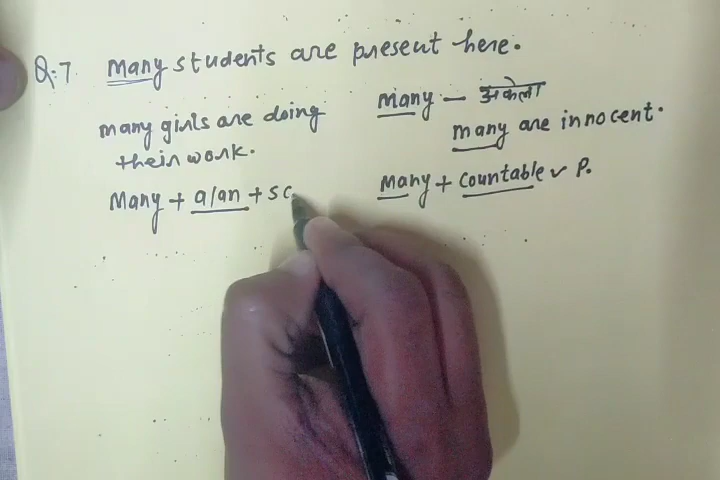 Q.7 Many students are present here.
many girls are doing
their work.
Many + a/an + sc
many — अकेला
many are innocent.
Many + countable ✓ P.